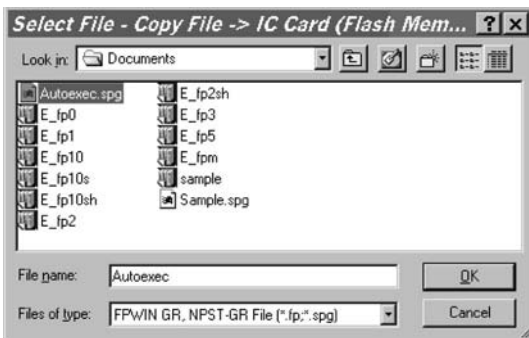 Select File - Copy File -> IC Card (Flash Mem...
Look in: Documents
Autoexec.spg
E_fp0
E_fp1
E_fp10
E_fp10s
E_fp10sh
E_fp2
E_fp2sh
E_fp3
E_fp5
E_fpm
sample
Sample.spg
File name: Autoexec
OK
Files of type: FPWIN GR, NPST-GR File (*.fp;*.spg)
Cancel